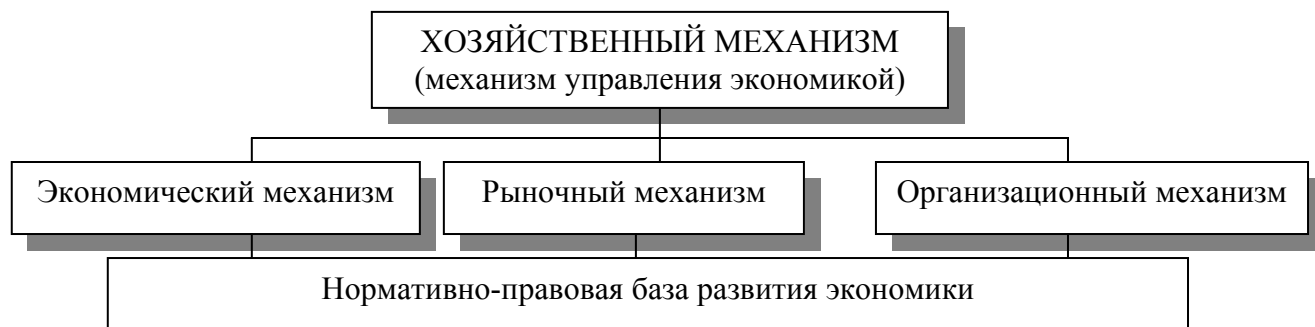 ХОЗЯЙСТВЕННЫЙ МЕХАНИЗМ
(механизм управления экономикой)
Экономический механизм
Рыночный механизм
Организационный механизм
Нормативно-правовая база развития экономики